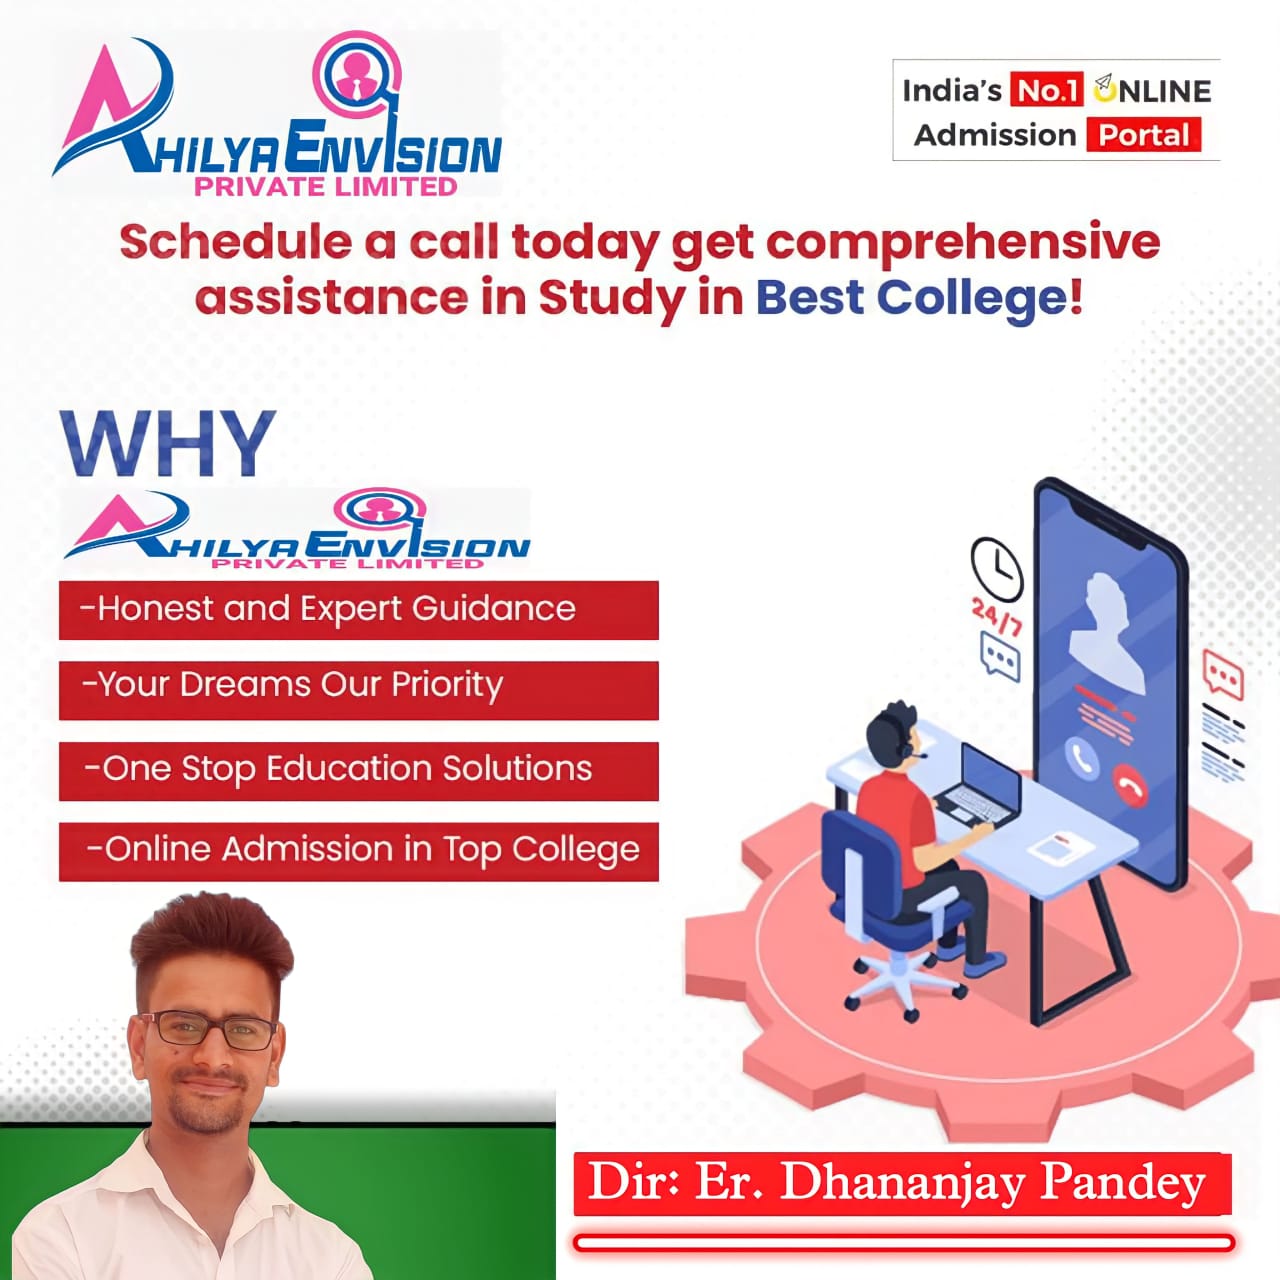 AHILYA ENVISION
PRIVATE LIMITED
India's No.1 ONLINE
Admission Portal
Schedule a call today get comprehensive
assistance in Study in Best College!
WHY
AHILYA ENVISION
PRIVATE LIMITED
-Honest and Expert Guidance
-Your Dreams Our Priority
-One Stop Education Solutions
-Online Admission in Top College
24/7
Dir: Er. Dhananjay Pandey